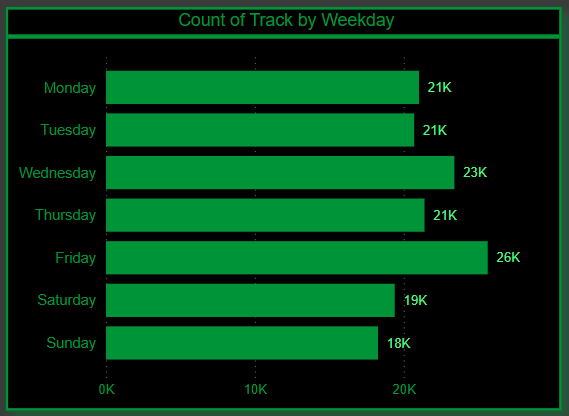 Count of Track by Weekday
Monday 21K
Tuesday 21K
Wednesday 23K
Thursday 21K
Friday 26K
Saturday 19K
Sunday 18K
0K 10K 20K